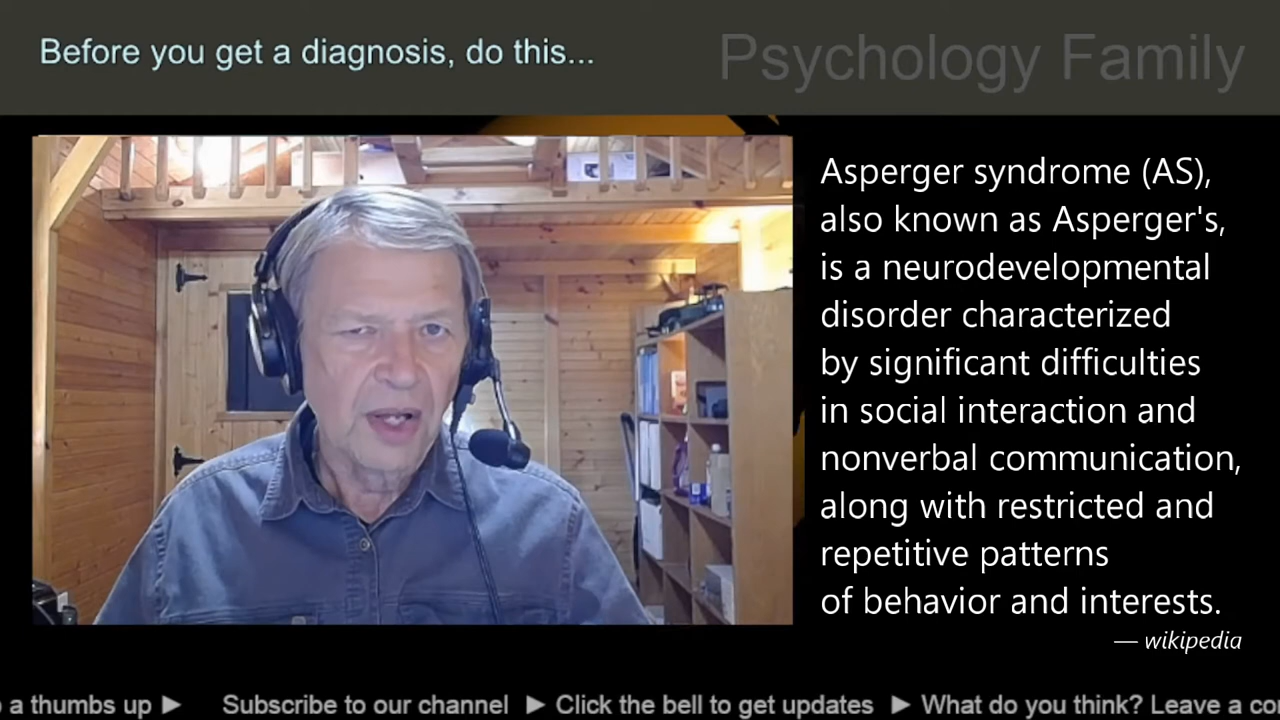 Before you get a diagnosis, do this...
Psychology Family
Asperger syndrome (AS),
also known as Asperger's,
is a neurodevelopmental
disorder characterized
by significant difficulties
in social interaction and
nonverbal communication,
along with restricted and
repetitive patterns
of behavior and interests.
— wikipedia
a thumbs up ► Subscribe to our channel ► Click the bell to get updates ► What do you think? Leave a